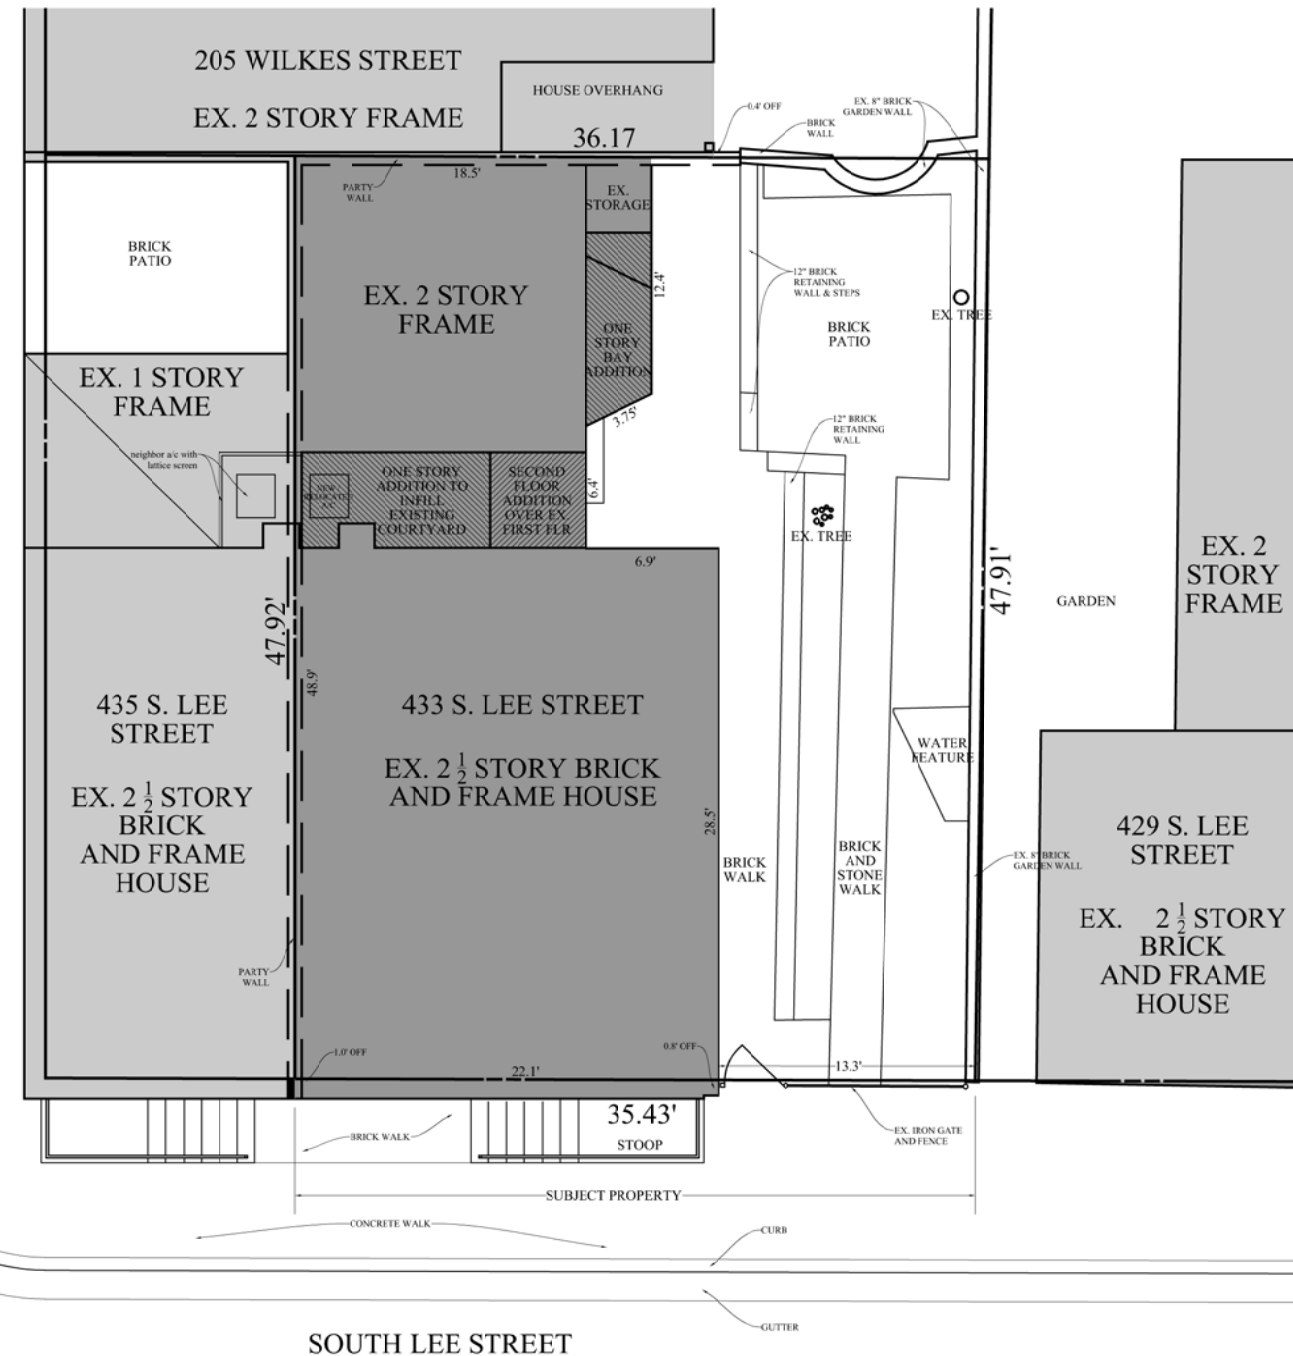 205 WILKES STREET
EX. 2 STORY FRAME
HOUSE OVERHANG
36.17
0.4' OFF
BRICK
WALL
EX. 8" BRICK
GARDEN WALL
PARTY
WALL
18.5'
EX.
STORAGE
BRICK
PATIO
EX. 2 STORY
FRAME
12.4'
ONE
STORY
BAY
ADDITION
12" BRICK
RETAINING
WALL & STEPS
BRICK
PATIO
EX. TREE
EX. 1 STORY
FRAME
3.75'
12" BRICK
RETAINING
WALL
neighbor a/c with
lattice screen
NEW
RELOCATED
A/C
ONE STORY
ADDITION TO
INFILL
EXISTING
COURTYARD
SECOND
FLOOR
ADDITION
OVER EX.
FIRST FLR
6.4'
EX. TREE
6.9'
47.92'
48.9'
47.91'
GARDEN
EX. 2
STORY
FRAME
435 S. LEE
STREET
EX. 2 1/2 STORY
BRICK
AND FRAME
HOUSE
433 S. LEE STREET
EX. 2 1/2 STORY BRICK
AND FRAME HOUSE
28.5'
WATER
FEATURE
BRICK
WALK
BRICK
AND
STONE
WALK
EX. 8" BRICK
GARDEN WALL
429 S. LEE
STREET
EX. 2 1/2 STORY
BRICK
AND FRAME
HOUSE
PARTY
WALL
1.0' OFF
22.1'
0.8' OFF
13.3'
35.43'
STOOP
BRICK WALK
EX. IRON GATE
AND FENCE
SUBJECT PROPERTY
CONCRETE WALK
CURB
GUTTER
SOUTH LEE STREET